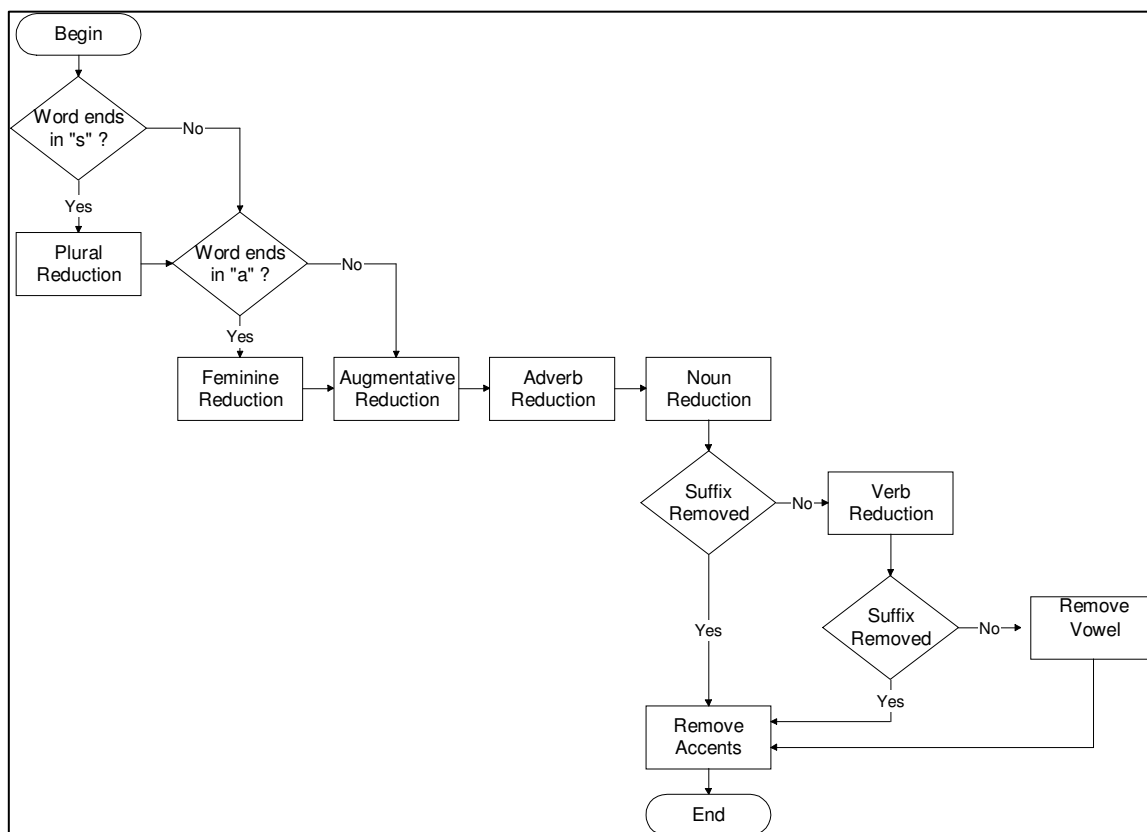 Begin
Word ends
in "s" ?
No
Yes
Plural
Reduction
Word ends
in "a" ?
No
Yes
Feminine
Reduction
Augmentative
Reduction
Adverb
Reduction
Noun
Reduction
Suffix
Removed
No
Verb
Reduction
Yes
Suffix
Removed
No
Remove
Vowel
Yes
Remove
Accents
End